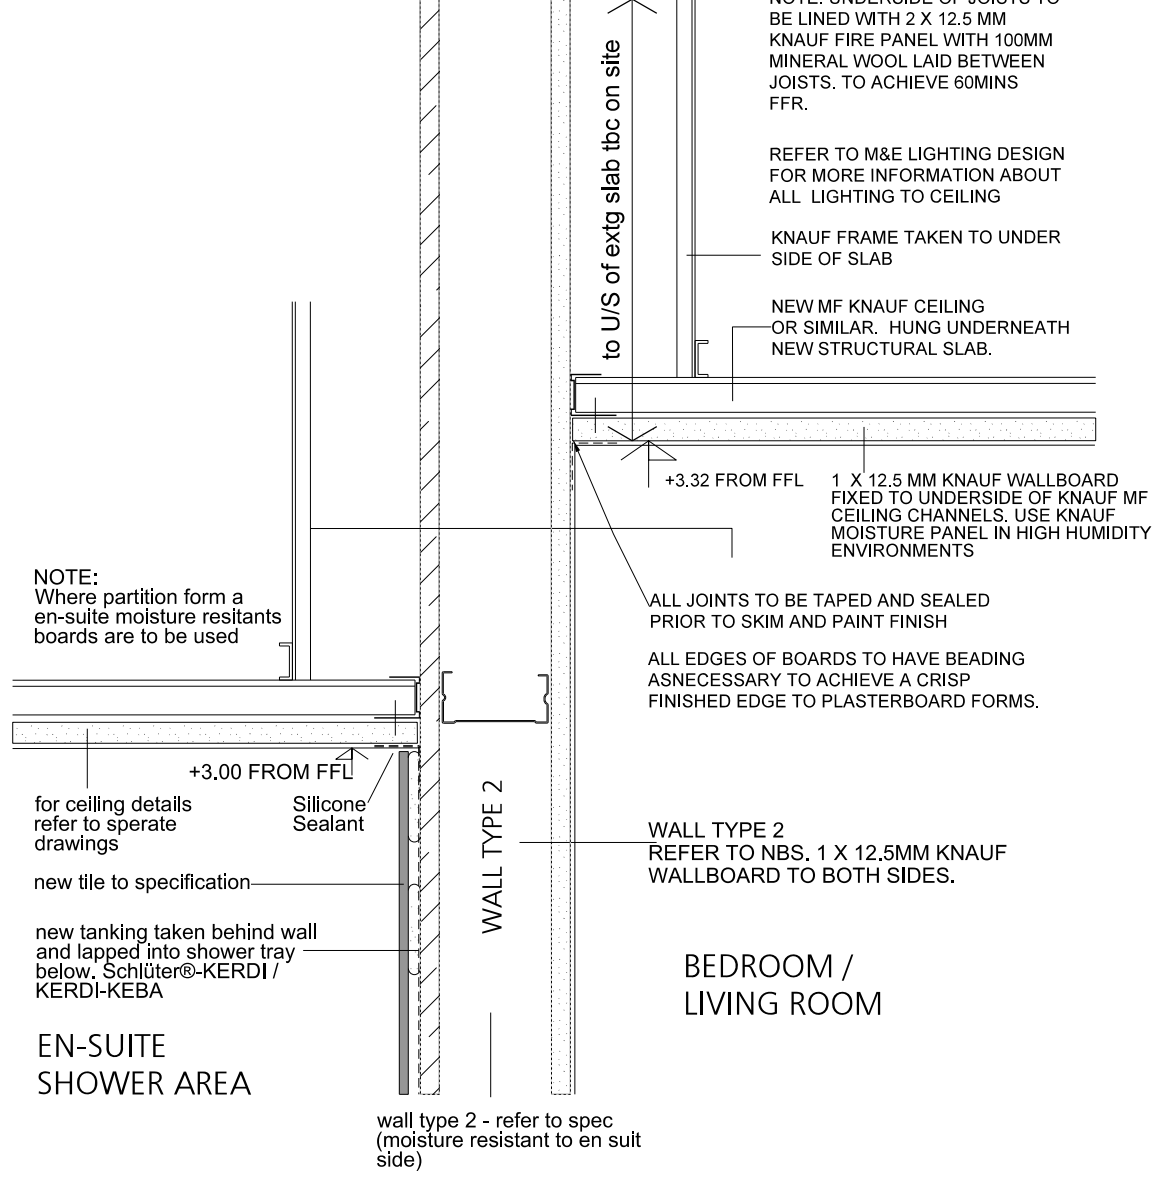 NOTE: UNDERSIDE OF JOISTS TO
BE LINED WITH 2 X 12.5 MM
KNAUF FIRE PANEL WITH 100MM
MINERAL WOOL LAID BETWEEN
JOISTS. TO ACHIEVE 60MINS
FFR.
REFER TO M&E LIGHTING DESIGN
FOR MORE INFORMATION ABOUT
ALL LIGHTING TO CEILING
KNAUF FRAME TAKEN TO UNDER
SIDE OF SLAB
NEW MF KNAUF CEILING
OR SIMILAR. HUNG UNDERNEATH
NEW STRUCTURAL SLAB.
to U/S of extg slab tbc on site
+3.32 FROM FFL
1 X 12.5 MM KNAUF WALLBOARD
FIXED TO UNDERSIDE OF KNAUF MF
CEILING CHANNELS. USE KNAUF
MOISTURE PANEL IN HIGH HUMIDITY
ENVIRONMENTS
NOTE:
Where partition form a
en-suite moisture resitants
boards are to be used
ALL JOINTS TO BE TAPED AND SEALED
PRIOR TO SKIM AND PAINT FINISH
ALL EDGES OF BOARDS TO HAVE BEADING
ASNECESSARY TO ACHIEVE A CRISP
FINISHED EDGE TO PLASTERBOARD FORMS.
+3.00 FROM FFL
for ceiling details
refer to sperate
drawings
Silicone
Sealant
WALL TYPE 2
WALL TYPE 2
REFER TO NBS. 1 X 12.5MM KNAUF
WALLBOARD TO BOTH SIDES.
new tile to specification
new tanking taken behind wall
and lapped into shower tray
below. Schlüter®-KERDI /
KERDI-KEBA
BEDROOM /
LIVING ROOM
EN-SUITE
SHOWER AREA
wall type 2 - refer to spec
(moisture resistant to en suit
side)